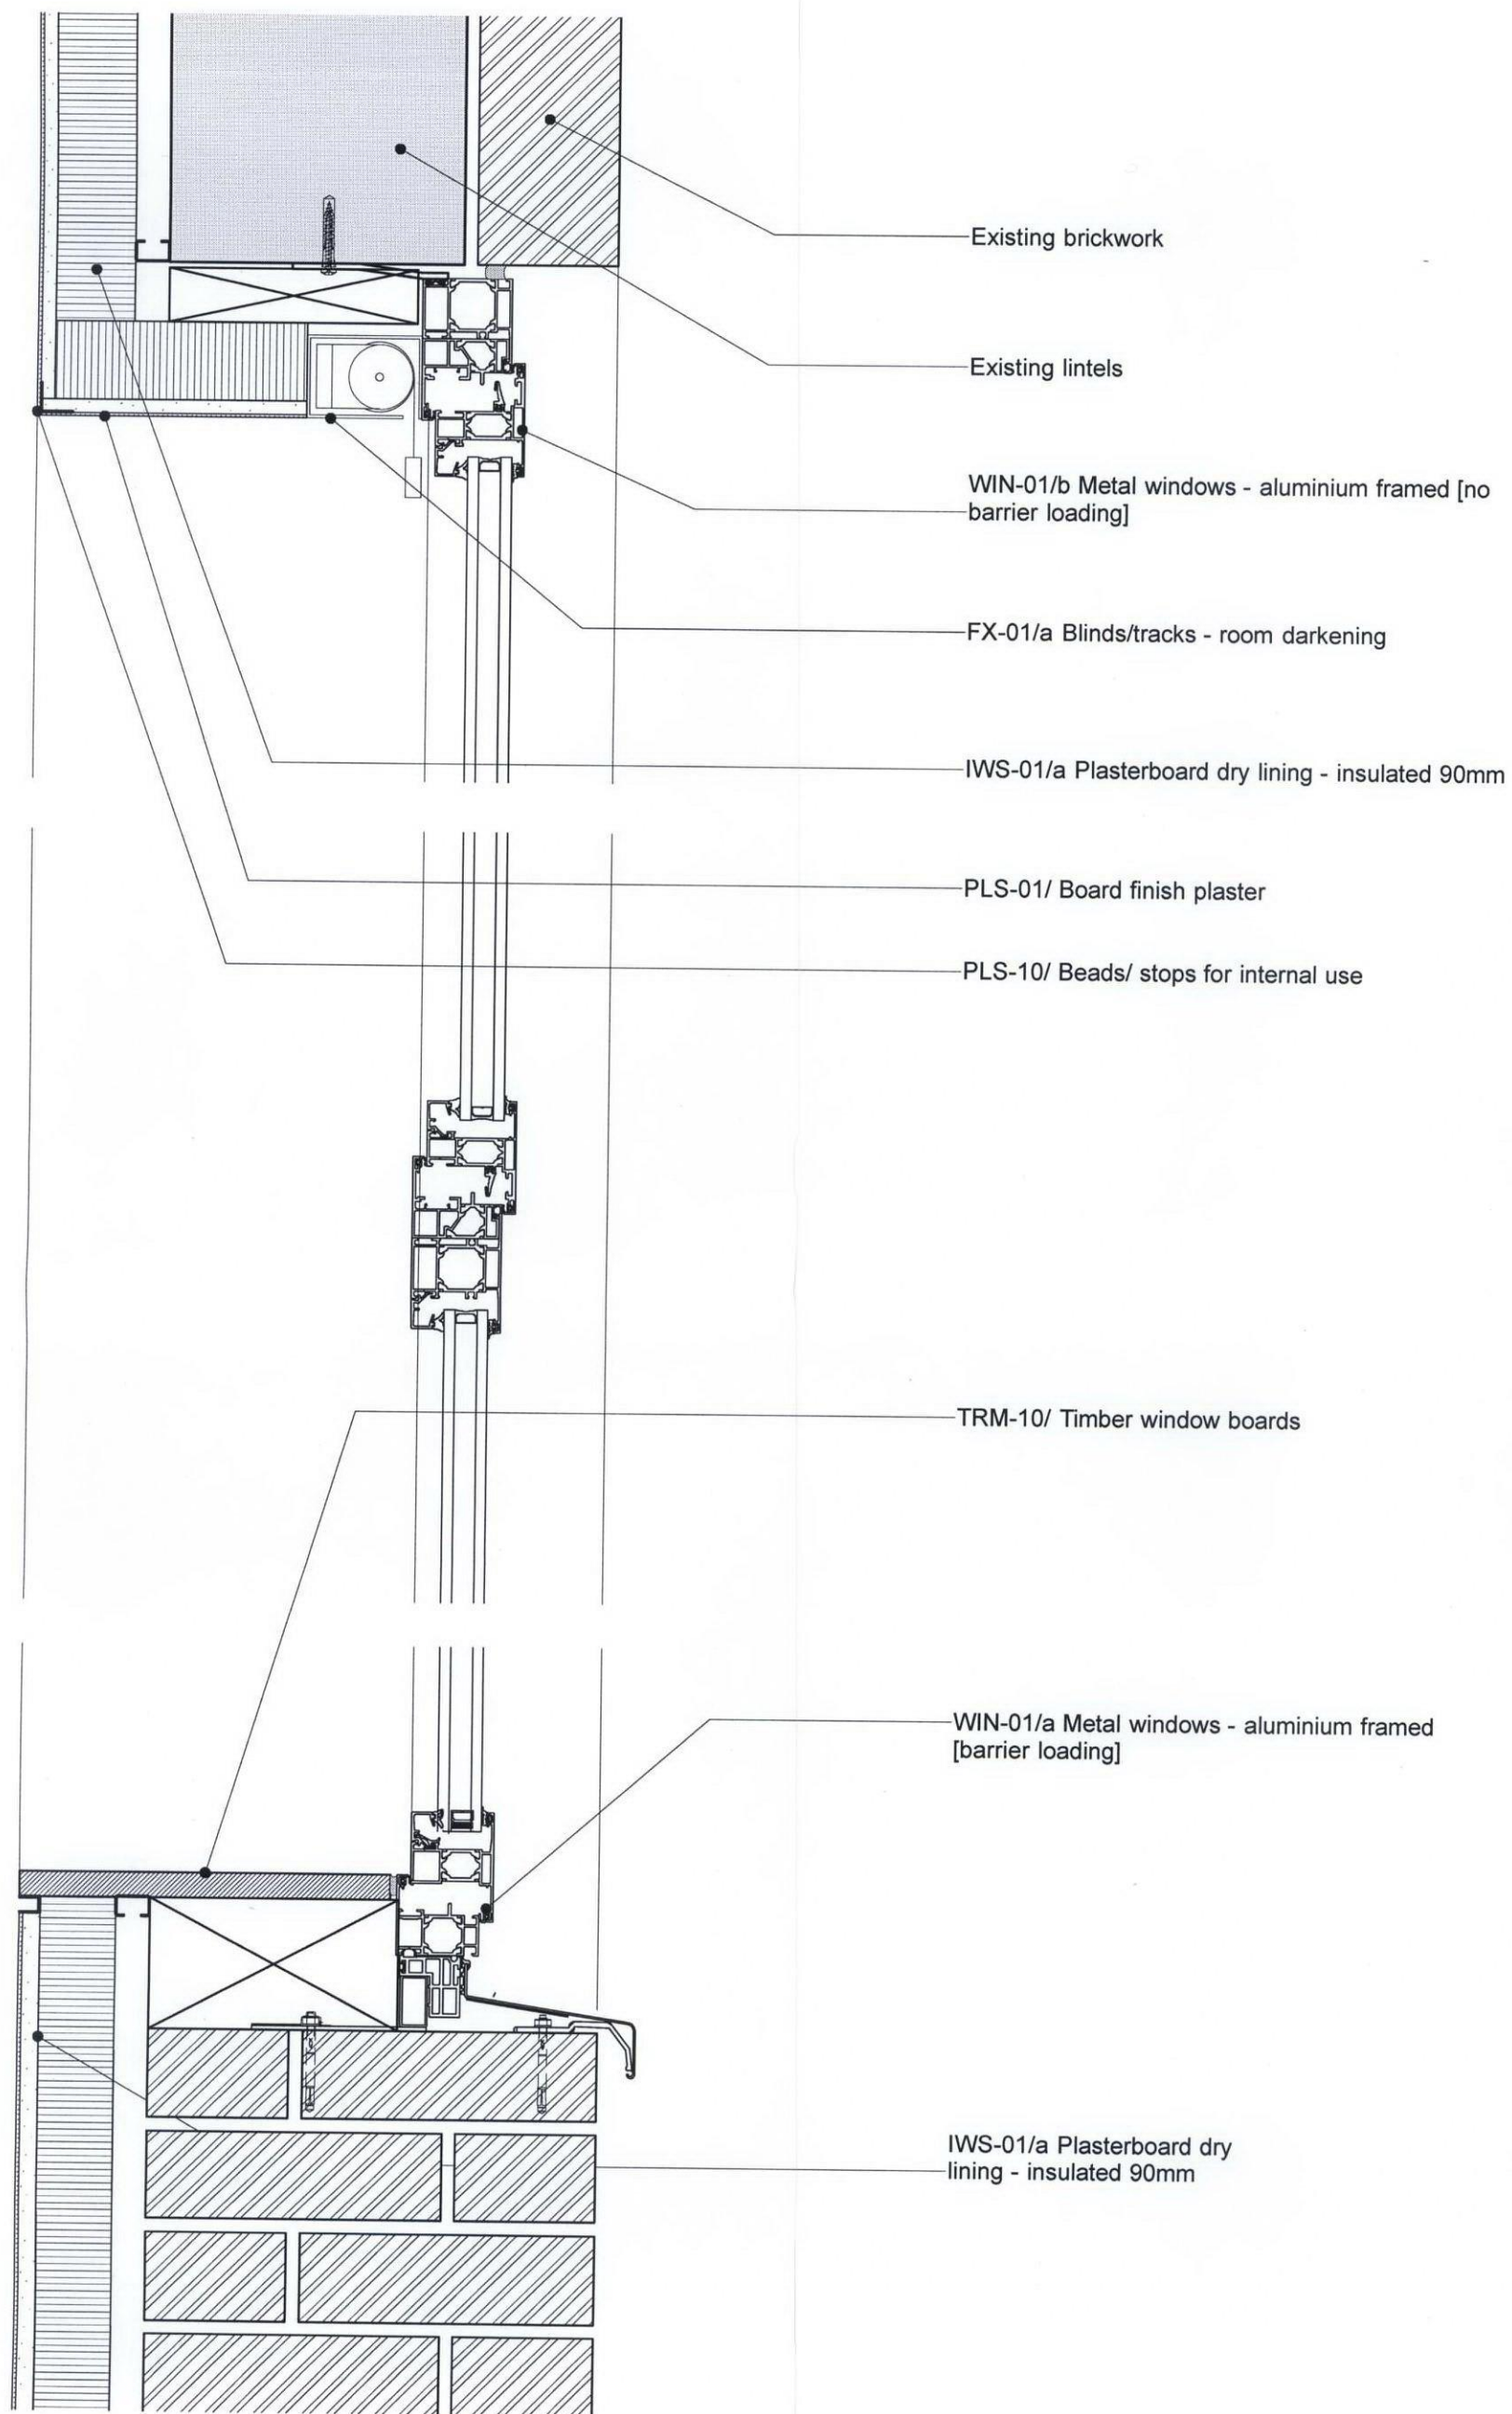 Existing brickwork
Existing lintels
WIN-01/b Metal windows - aluminium framed [no
barrier loading]
FX-01/a Blinds/tracks - room darkening
IWS-01/a Plasterboard dry lining - insulated 90mm
PLS-01/ Board finish plaster
PLS-10/ Beads/ stops for internal use
TRM-10/ Timber window boards
WIN-01/a Metal windows - aluminium framed
[barrier loading]
IWS-01/a Plasterboard dry
lining - insulated 90mm